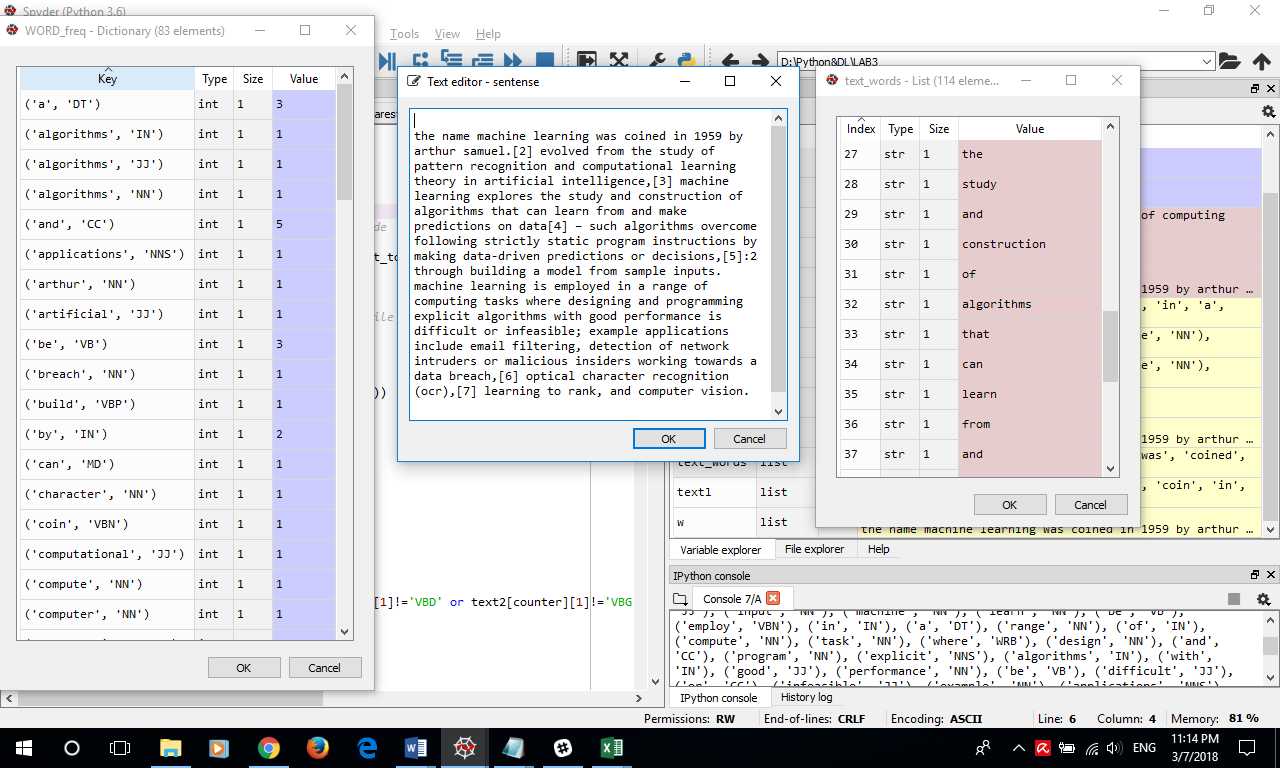 Spyder (Python 3.6)
WORD_freq - Dictionary (83 elements)
Tools View Help
D:\Python&DL\LAB3
Key Type Size Value
('a', 'DT') int 1 3
('algorithms', 'IN') int 1 1
('algorithms', 'JJ') int 1 1
('algorithms', 'NN') int 1 1
('and', 'CC') int 1 5
('applications', 'NNS') int 1 1
('arthur', 'NN') int 1 1
('artificial', 'JJ') int 1 1
('be', 'VB') int 1 3
('breach', 'NN') int 1 1
('build', 'VBP') int 1 1
('by', 'IN') int 1 2
('can', 'MD') int 1 1
('character', 'NN') int 1 1
('coin', 'VBN') int 1 1
('computational', 'JJ') int 1 1
('compute', 'NN') int 1 1
('computer', 'NN') int 1 1
OK Cancel
Text editor - sentense
the name machine learning was coined in 1959 by
arthur samuel.[2] evolved from the study of
pattern recognition and computational learning
theory in artificial intelligence,[3] machine
learning explores the study and construction of
algorithms that can learn from and make
predictions on data[4] – such algorithms overcome
following strictly static program instructions by
making data-driven predictions or decisions,[5]:2
through building a model from sample inputs.
machine learning is employed in a range of
computing tasks where designing and programming
explicit algorithms with good performance is
difficult or infeasible; example applications
include email filtering, detection of network
intruders or malicious insiders working towards a
data breach,[6] optical character recognition
(ocr),[7] learning to rank, and computer vision.
OK Cancel
text_words - List (114 eleme...
Index Type Size Value
27 str 1 the
28 str 1 study
29 str 1 and
30 str 1 construction
31 str 1 of
32 str 1 algorithms
33 str 1 that
34 str 1 can
35 str 1 learn
36 str 1 from
37 str 1 and
OK Cancel
of computing
1959 by arthur …
, 'in', 'a',
e', 'NN'),
e', 'NN'),
1959 by arthur …
text_words list was', 'coined',
text1 list , 'coin', 'in',
w list
the name machine learning was coined in 1959 by arthur …
Variable explorer File explorer Help
[1]!='VBD' or text2[counter][1]!='VBG
IPython console
Console 7/A
JJ'), ('input', 'NN'), ('machine', 'NN'), ('learn', 'NN'), ('be', 'VB'),
('employ', 'VBN'), ('in', 'IN'), ('a', 'DT'), ('range', 'NN'), ('of', 'IN'),
('compute', 'NN'), ('task', 'NN'), ('where', 'WRB'), ('design', 'NN'), ('and',
'CC'), ('program', 'NN'), ('explicit', 'NNS'), ('algorithms', 'IN'), ('with',
'IN'), ('good', 'JJ'), ('performance', 'NN'), ('be', 'VB'), ('difficult', 'JJ'),
('or', 'CC'), ('infeasible', 'JJ'), ('example', 'NN'), ('applications', 'NNS'),
IPython console History log
Permissions: RW End-of-lines: CRLF Encoding: ASCII Line: 6 Column: 4 Memory: 81 %
ENG
11:14 PM
3/7/2018